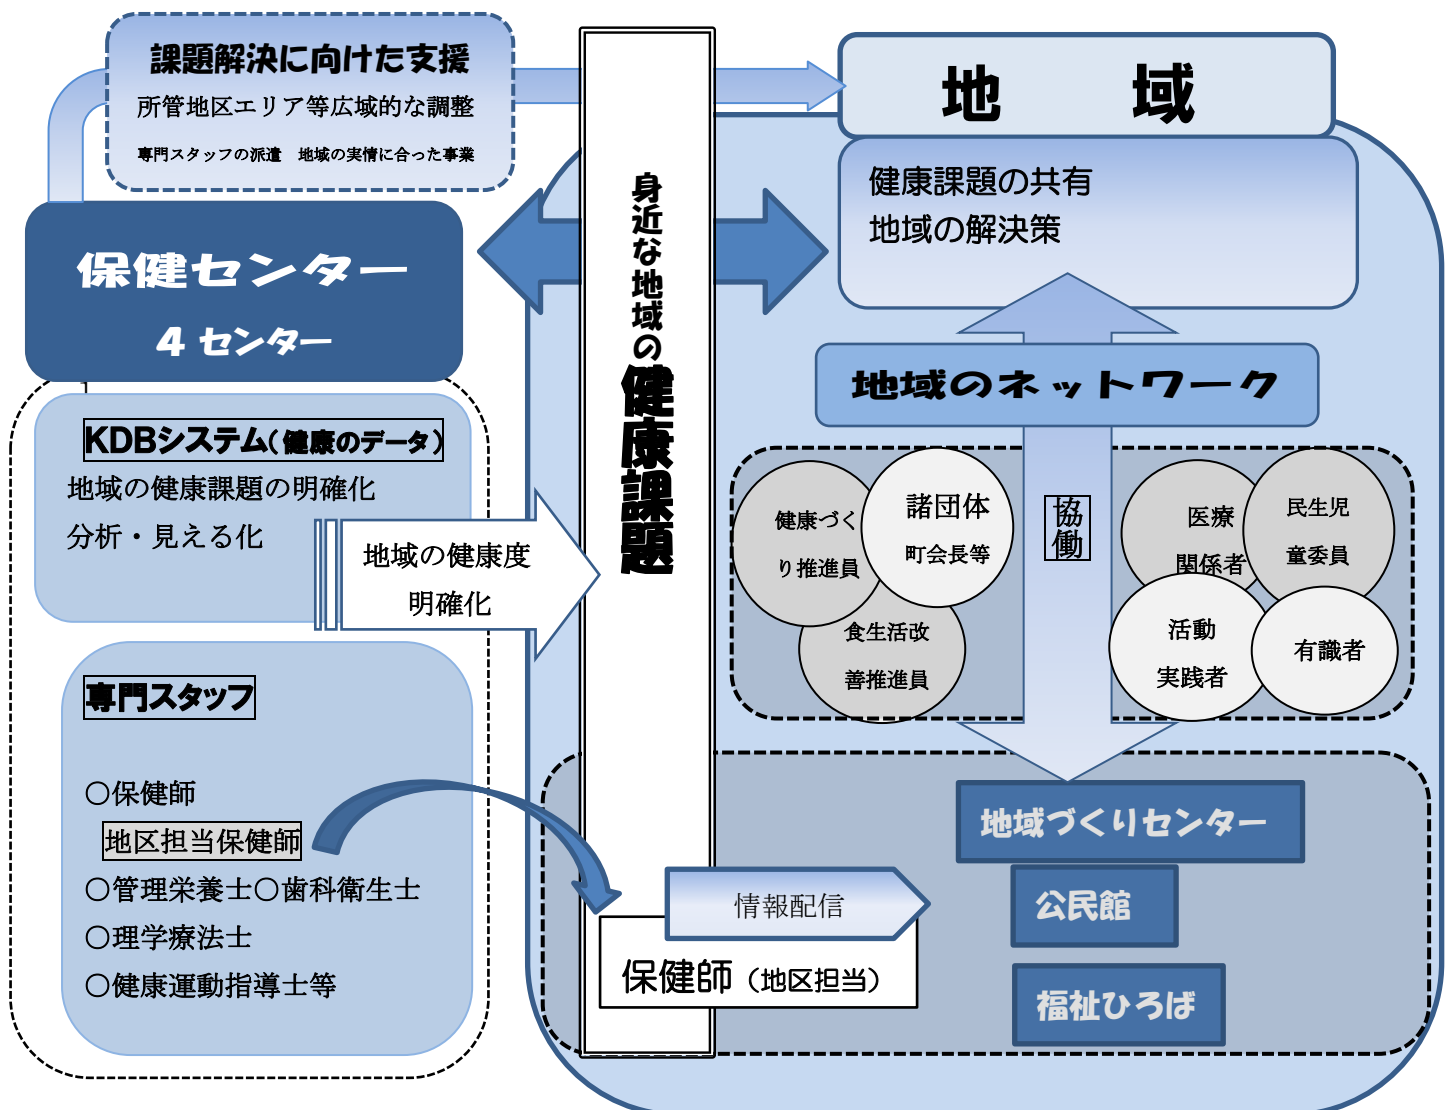 課題解決に向けた支援
所管地区エリア等広域的な調整
専門スタッフの派遣　地域の実情に合った事業
保健センター
4 センター
KDBシステム(健康のデータ)
地域の健康課題の明確化
分析・見える化
地域の健康度
明確化
専門スタッフ
○保健師
地区担当保健師
○管理栄養士○歯科衛生士
○理学療法士
○健康運動指導士等
身近な地域の健康課題
地　域
健康課題の共有
地域の解決策
地域のネットワーク
健康づく
り推進員
諸団体
町会長等
食生活改
善推進員
協働
医療
関係者
民生児
童委員
活動
実践者
有識者
地域づくりセンター
公民館
福祉ひろば
情報配信
保健師（地区担当）